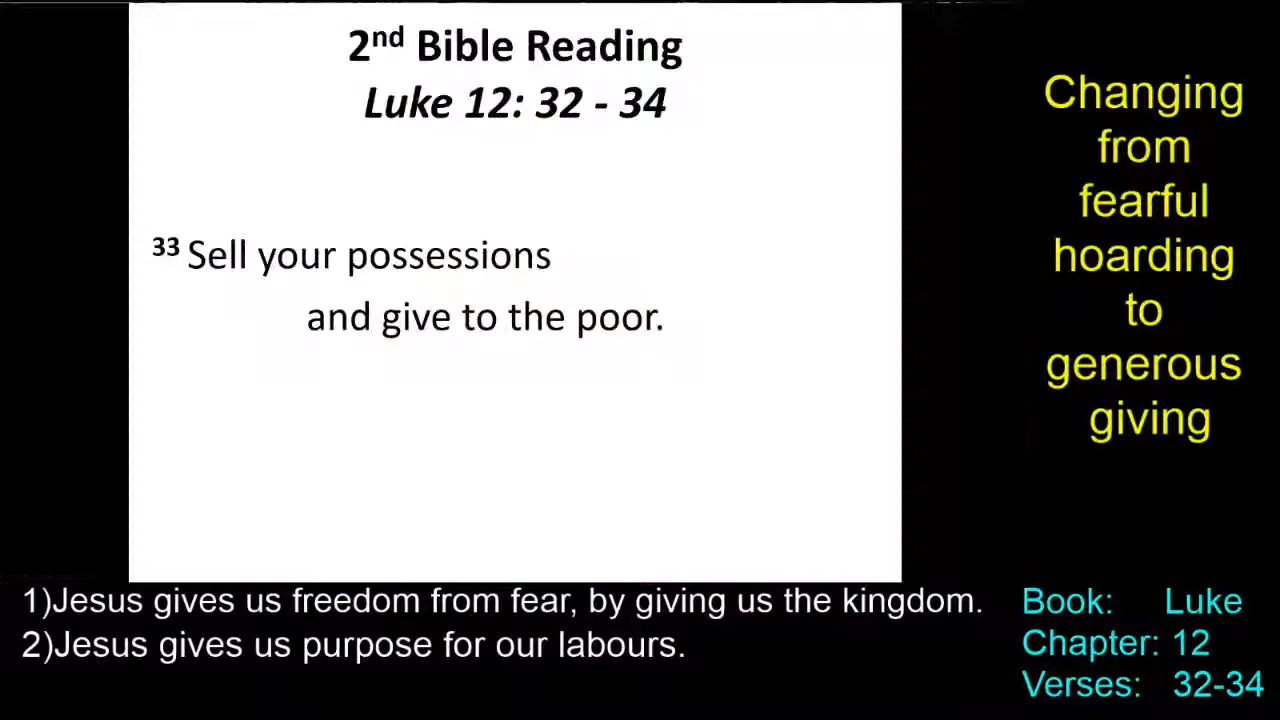 2nd Bible Reading
Luke 12: 32 - 34
33 Sell your possessions
and give to the poor.
Changing
from
fearful
hoarding
to
generous
giving
1)Jesus gives us freedom from fear, by giving us the kingdom.
2)Jesus gives us purpose for our labours.
Book: Luke
Chapter: 12
Verses: 32-34